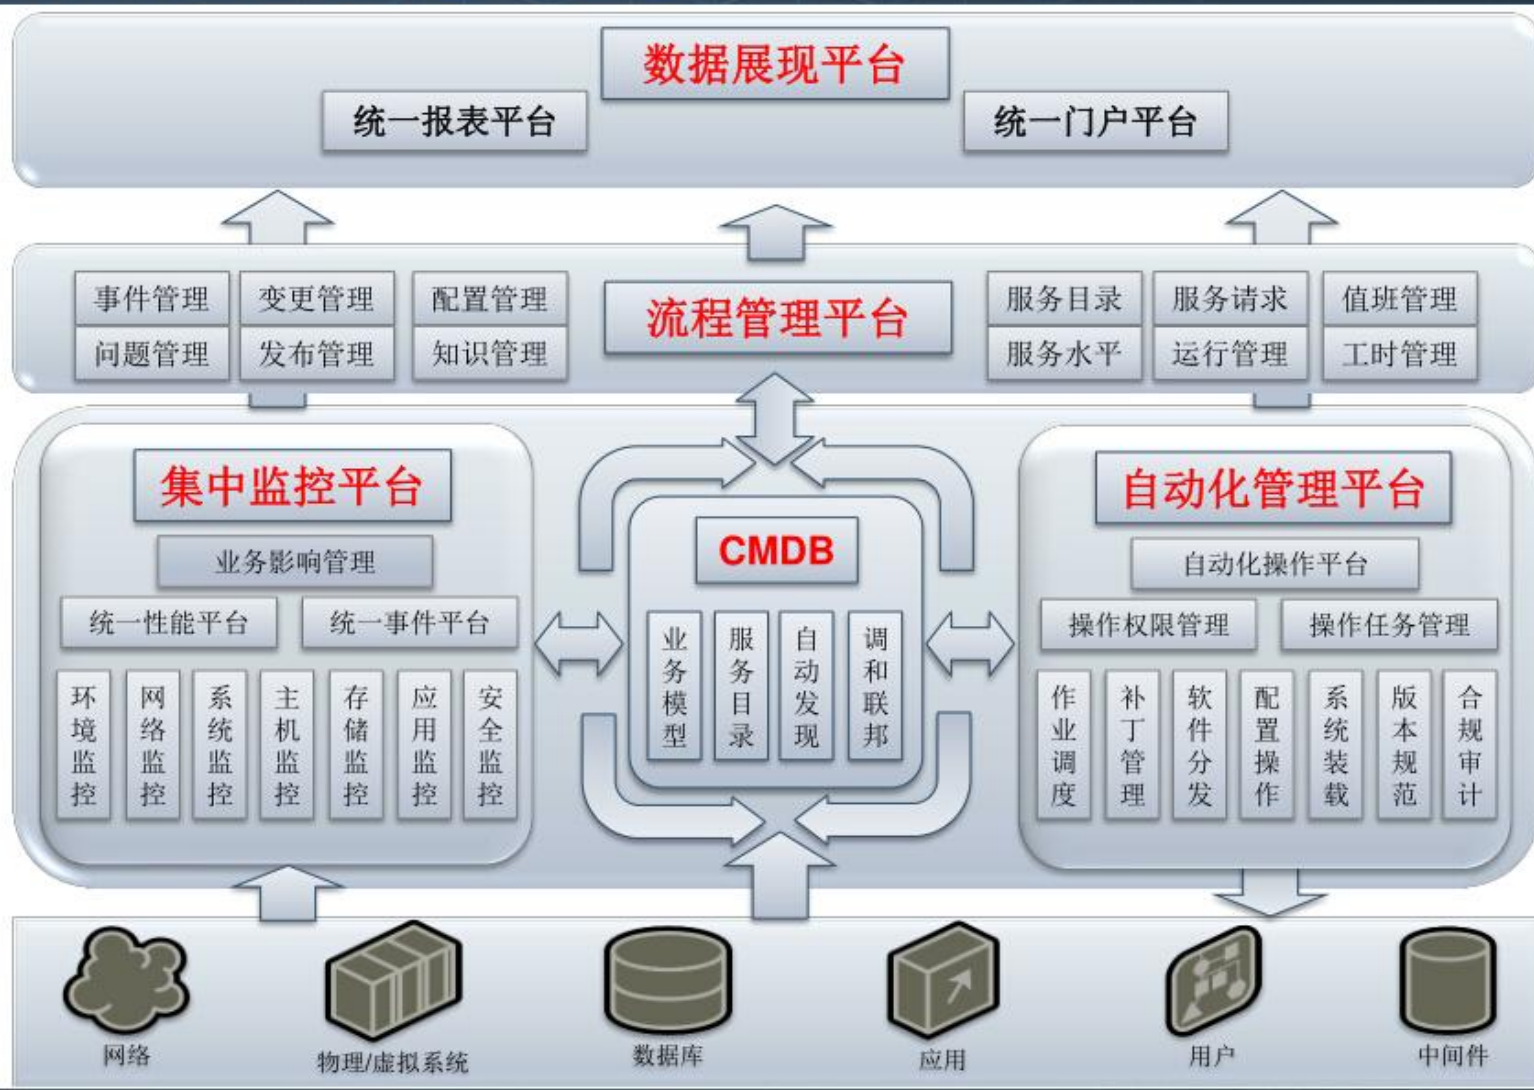 数据展现平台
统一报表平台
统一门户平台
事件管理
变更管理
配置管理
问题管理
发布管理
知识管理
流程管理平台
服务目录
服务请求
值班管理
服务水平
运行管理
工时管理
集中监控平台
业务影响管理
统一性能平台
统一事件平台
环境监控
网络监控
系统监控
主机监控
存储监控
应用监控
安全监控
CMDB
业务模型
服务目录
自动发现
调和联邦
自动化管理平台
自动化操作平台
操作权限管理
操作任务管理
作业调度
补丁管理
软件分发
配置操作
系统装载
版本规范
合规审计
网络
物理/虚拟系统
数据库
应用
用户
中间件